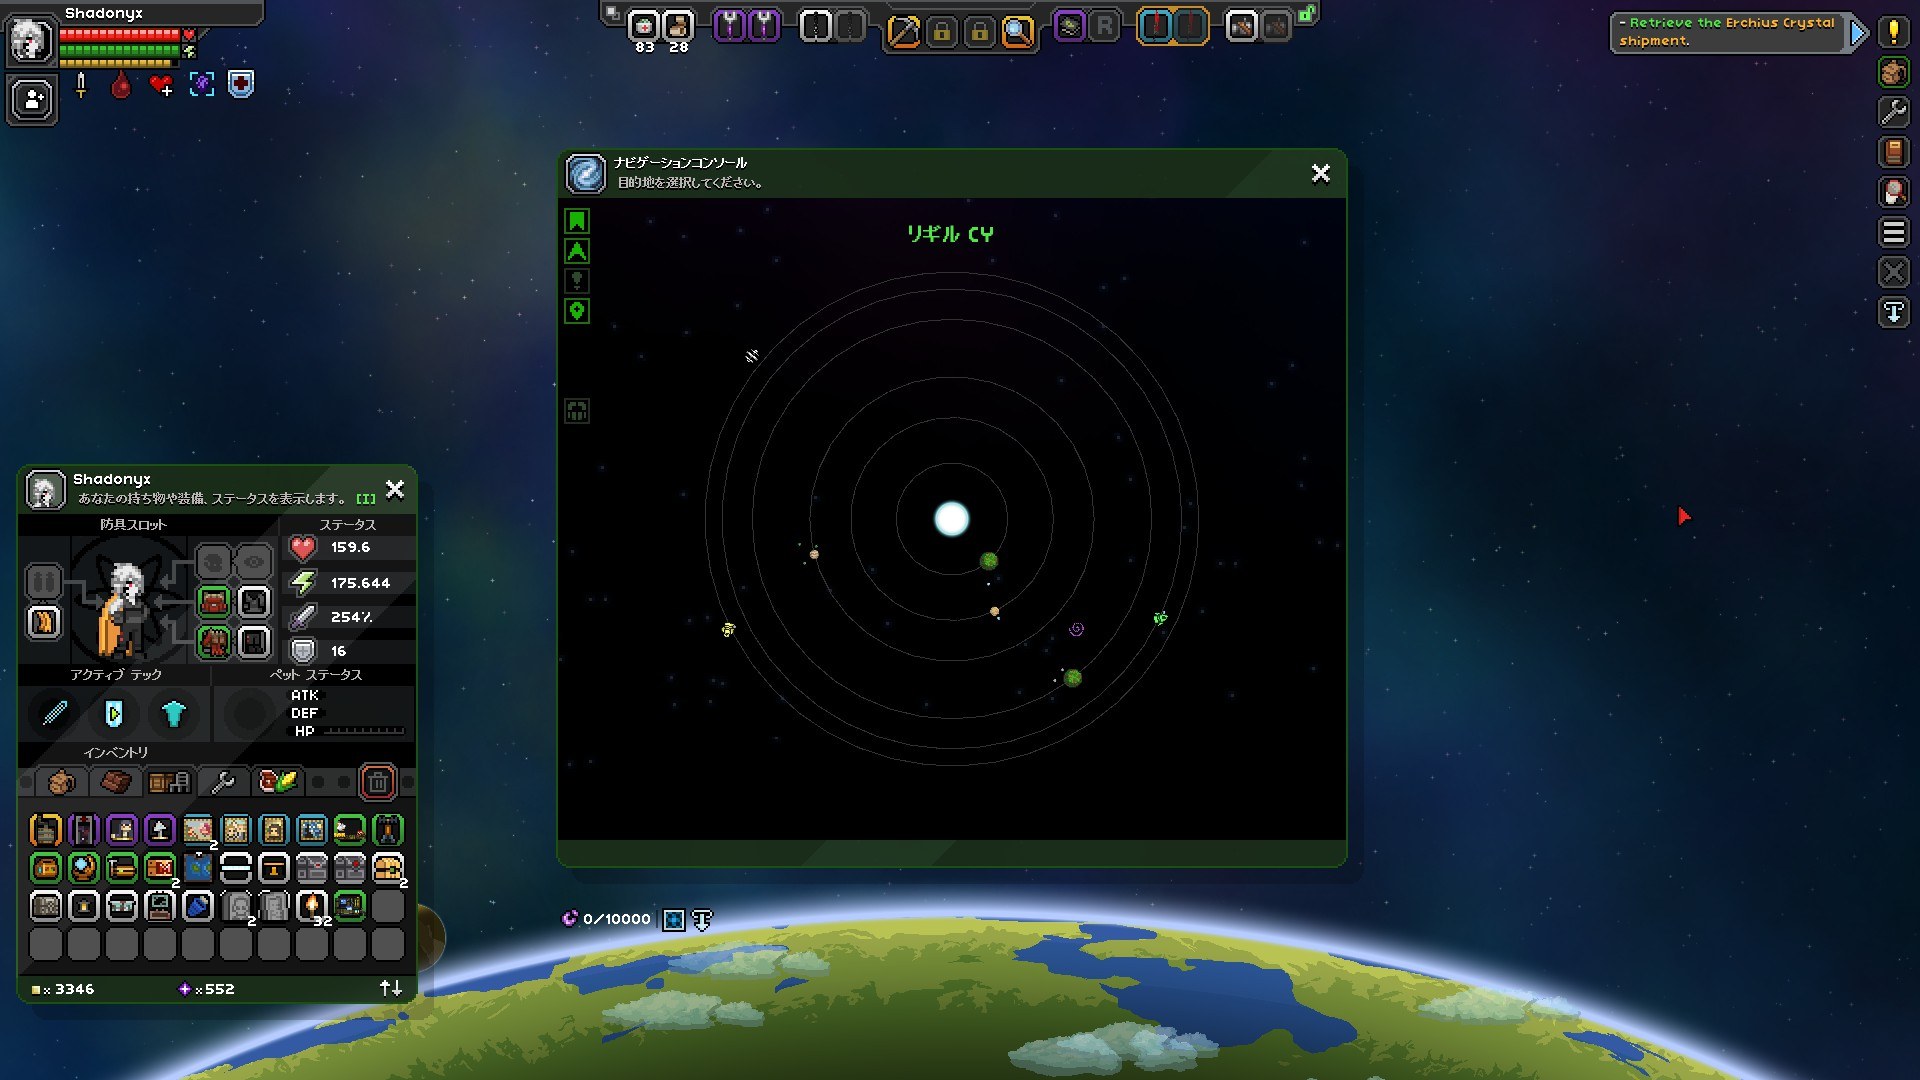 Shadonyx
83
28
R
- Retrieve the Erchius Crystal
shipment.
ナビゲーションコンソール
目的地を選択してください。
リギル CY
Shadonyx
あなたの持ち物や装備、ステータスを表示します。 [I]
防具スロット
ステータス
159.6
175.644
254%
16
アクティブ テック
ペット ステータス
ATK
DEF
HP
インベントリ
2
2
2
2
32
0/10000
x 3346
x 552